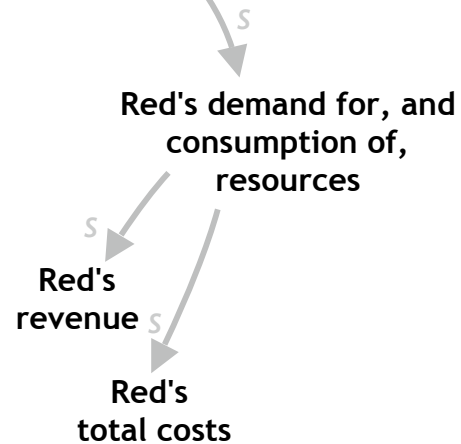 S
Red's demand for, and
consumption of,
resources
S
Red's
revenue
S
Red's
total costs